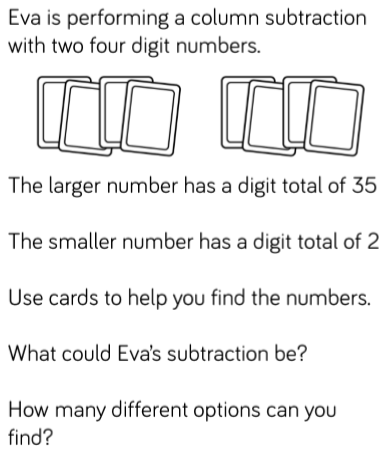 Eva is performing a column subtraction
with two four digit numbers.
The larger number has a digit total of 35
The smaller number has a digit total of 2
Use cards to help you find the numbers.
What could Eva's subtraction be?
How many different options can you
find?